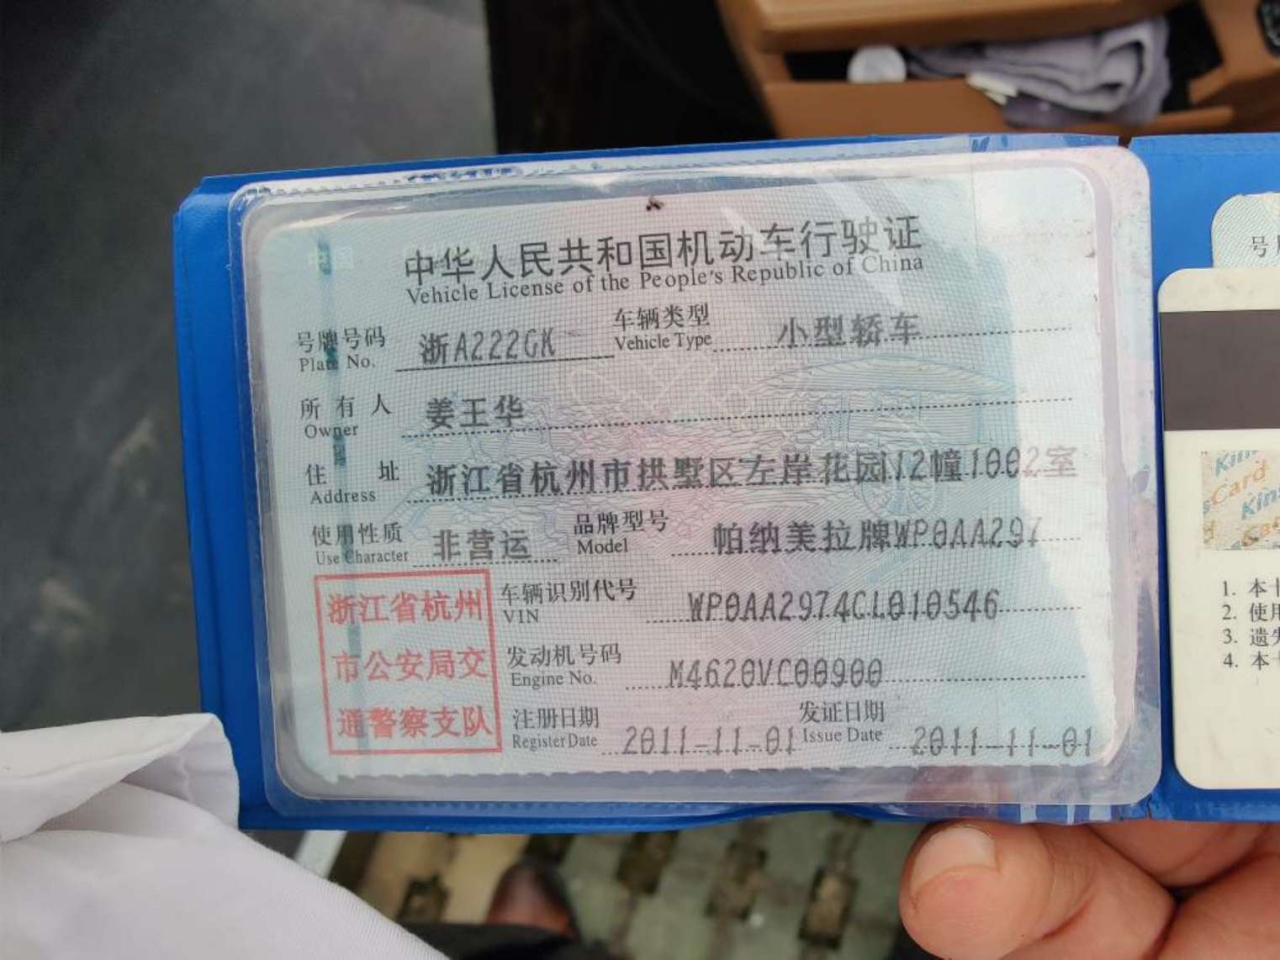 中华人民共和国机动车行驶证
Vehicle License of the People's Republic of China
号牌号码 浙A222GK 车辆类型 小型轿车
Plate No. Vehicle Type
所有人 姜王华
Owner
住址 浙江省杭州市拱墅区左岸花园12幢1002室
Address
使用性质 非营运 品牌型号 帕纳美拉牌WP0AA297
Use Character Model
浙江省杭州
市公安局交
通警察支队
车辆识别代号 WP0AA2974CL010546
VIN
发动机号码 M4620VC00900
Engine No.
注册日期 2011-11-01 发证日期 2011-11-01
Register Date Issue Date
号
Card
1. 本卡
2. 使用
3. 遗失
4. 本卡